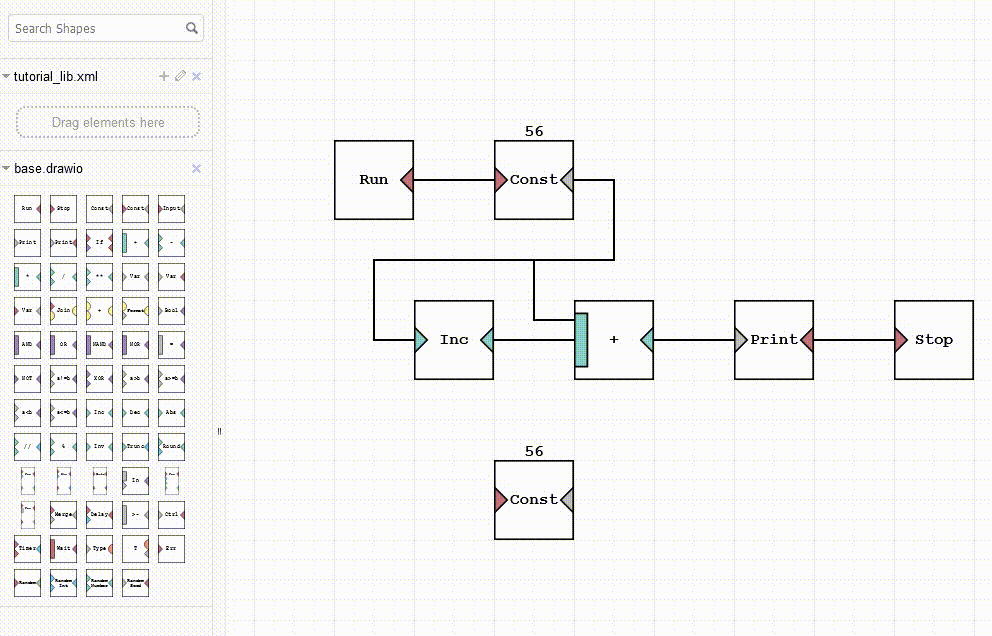 Search Shapes
tutorial_lib.xml
Drag elements here
base.drawio
Run Stop Const Const Input
Print Print If + -
* / ** Var Var
Var Join + Format Bool
AND OR NAND NOR =
NOT a!=b XOR a>b a>=b
a<b a<=b Inc Dec Abs
// % Inv Trunc Round
In
Merge Delay >- Ctrl
Timer Wait Type T Err
Random Random Int Random Number Random Seed
56
Run Const
Inc + Print Stop
56
Const